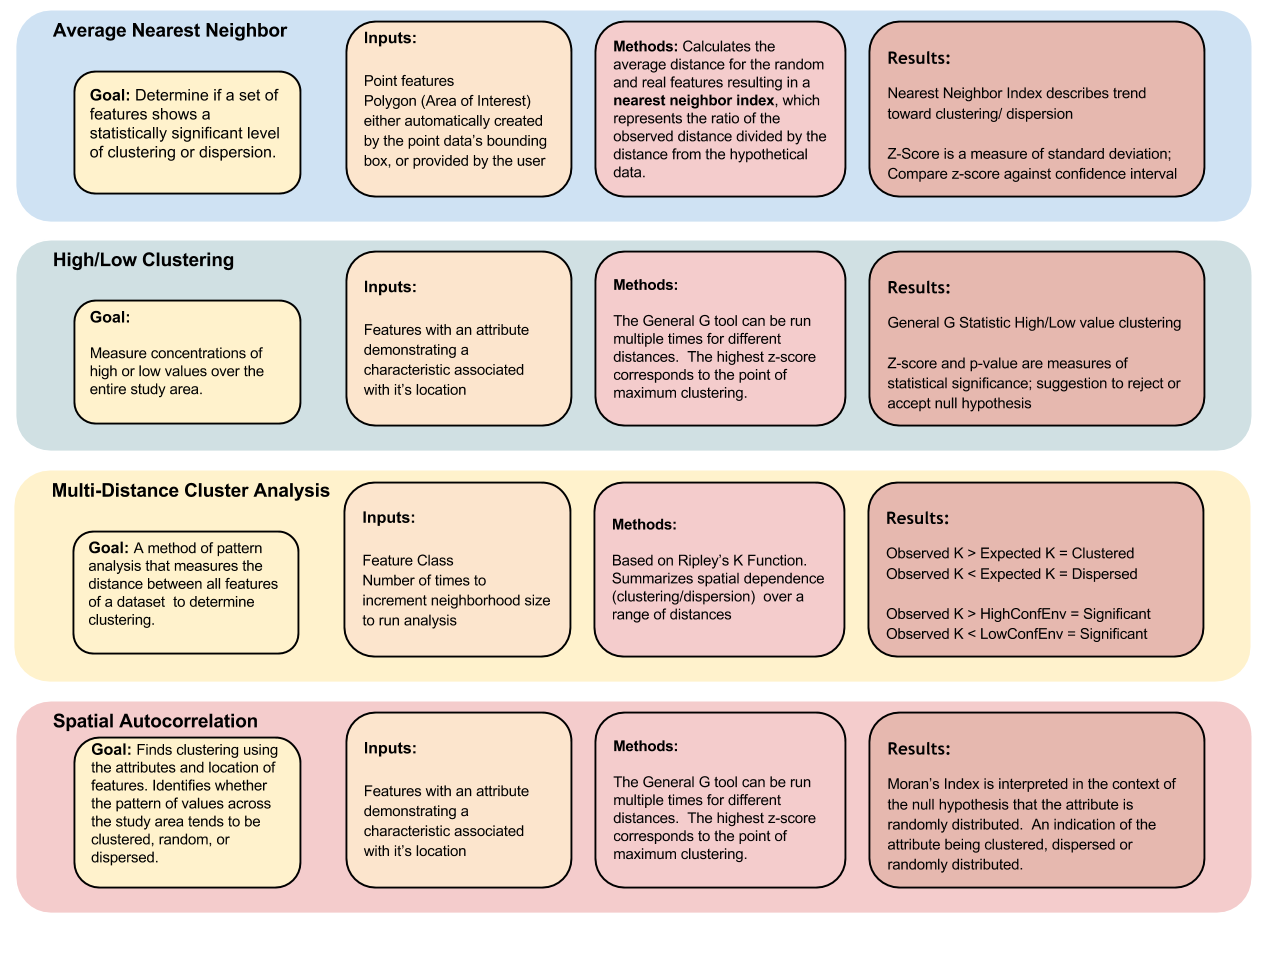 Average Nearest Neighbor
Goal: Determine if a set of
features shows a
statistically significant level
of clustering or dispersion.
Inputs:
Point features
Polygon (Area of Interest)
either automatically created
by the point data's bounding
box, or provided by the user
Methods: Calculates the
average distance for the random
and real features resulting in a
nearest neighbor index, which
represents the ratio of the
observed distance divided by the
distance from the hypothetical
data.
Results:
Nearest Neighbor Index describes trend
toward clustering/ dispersion
Z-Score is a measure of standard deviation;
Compare z-score against confidence interval
High/Low Clustering
Goal:
Measure concentrations of
high or low values over the
entire study area.
Inputs:
Features with an attribute
demonstrating a
characteristic associated
with it's location
Methods:
The General G tool can be run
multiple times for different
distances.  The highest z-score
corresponds to the point of
maximum clustering.
Results:
General G Statistic High/Low value clustering
Z-score and p-value are measures of
statistical significance; suggestion to reject or
accept null hypothesis
Multi-Distance Cluster Analysis
Goal: A method of pattern
analysis that measures the
distance between all features
of a dataset  to determine
clustering.
Inputs:
Feature Class
Number of times to
increment neighborhood size
to run analysis
Methods:
Based on Ripley's K Function.
Summarizes spatial dependence
(clustering/dispersion)  over a
range of distances
Results:
Observed K > Expected K = Clustered
Observed K < Expected K = Dispersed
Observed K > HighConfEnv = Significant
Observed K < LowConfEnv = Significant
Spatial Autocorrelation
Goal: Finds clustering using
the attributes and location of
features. Identifies whether
the pattern of values across
the study area tends to be
clustered, random, or
dispersed.
Inputs:
Features with an attribute
demonstrating a
characteristic associated
with it's location
Methods:
The General G tool can be run
multiple times for different
distances.  The highest z-score
corresponds to the point of
maximum clustering.
Results:
Moran's Index is interpreted in the context of
the null hypothesis that the attribute is
randomly distributed.  An indication of the
attribute being clustered, dispersed or
randomly distributed.